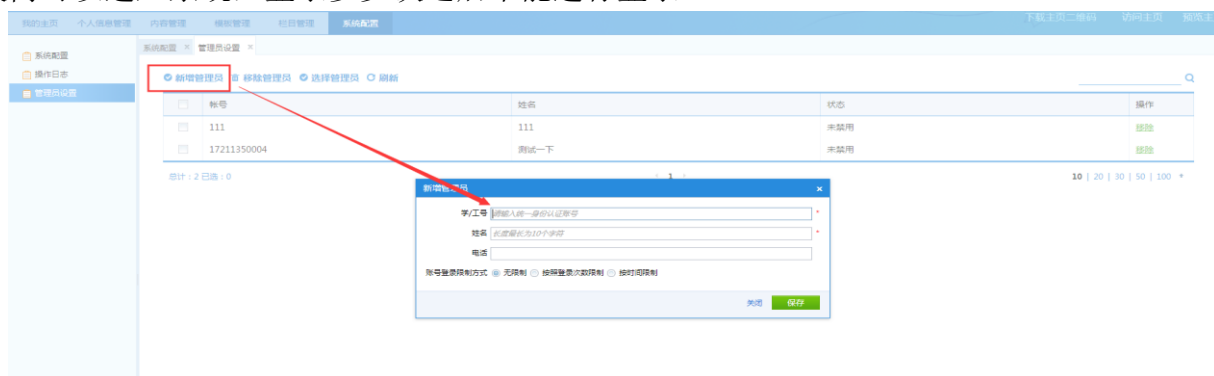 我的主页 个人信息管理 内容管理 模板管理 栏目管理 系统配置 下载主页二维码 访问主页 预览主
系统配置 × 管理员设置 ×
系统配置
操作日志
管理员设置
新增管理员 移除管理员 选择管理员 刷新
帐号 姓名 状态 操作
111 111 未禁用 移除
17211350004 测试一下 未禁用 移除
总计：2 已选：0 ‹ 1 › 10 | 20 | 30 | 50 | 100
新增管理员 ×
学/工号 请输入统一身份认证账号 *
姓名 长度最长为10个字符 *
电话
账号登录限制方式 无限制 按照登录次数限制 按时间限制
关闭 保存